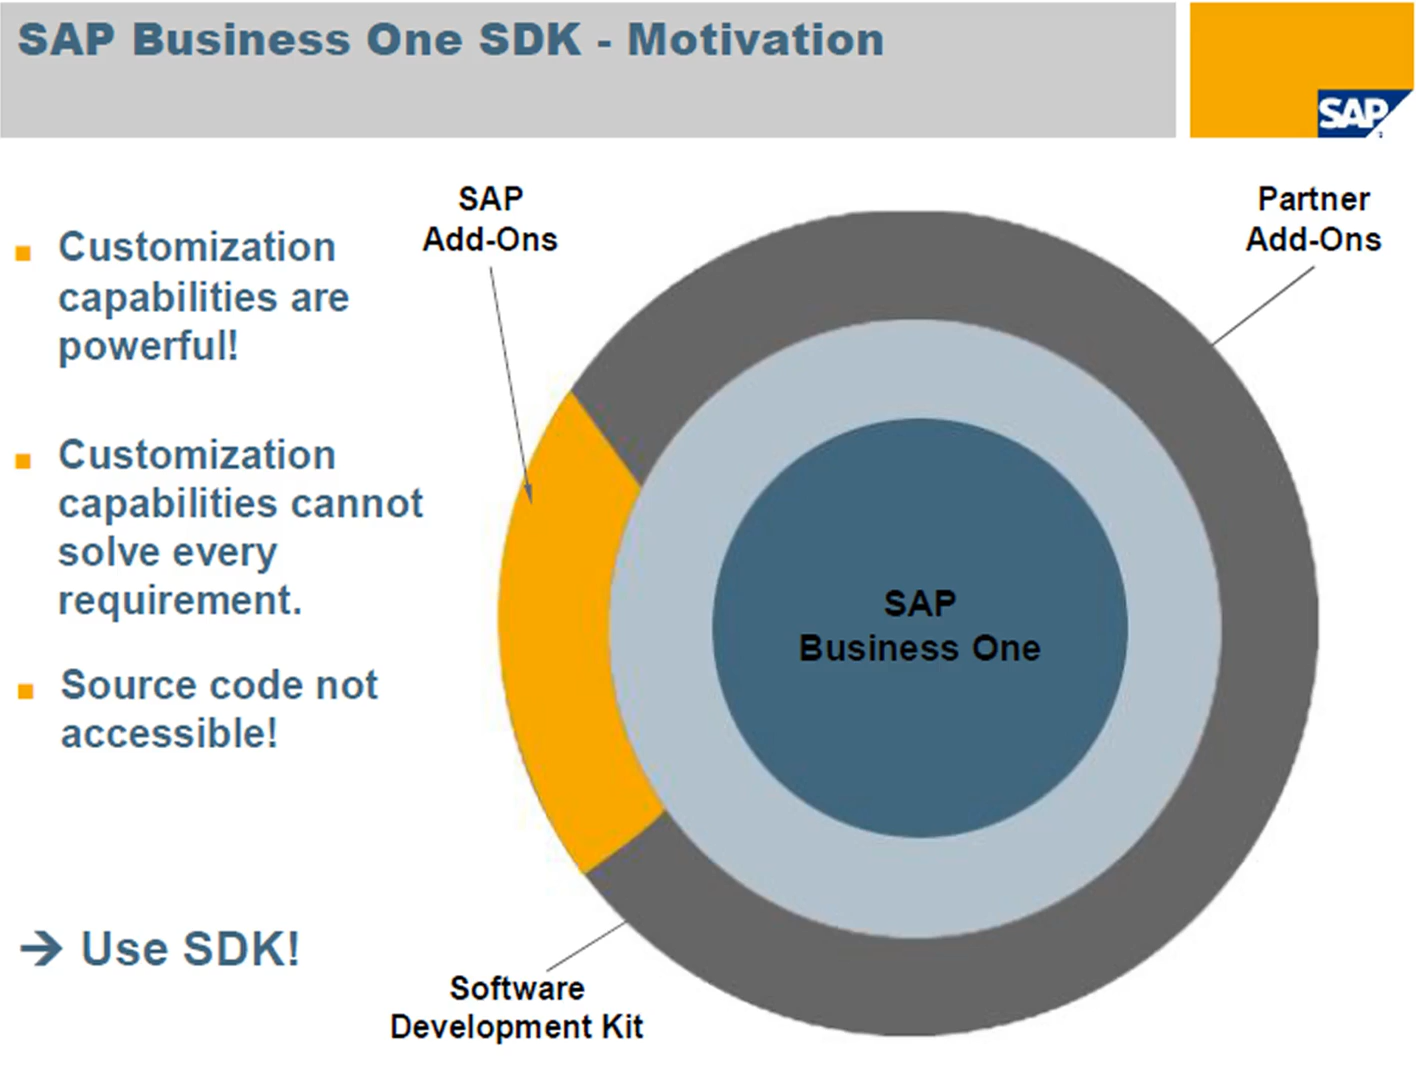 SAP Business One SDK - Motivation
SAP
SAP
Add-Ons
Partner
Add-Ons
Customization
capabilities are
powerful!
Customization
capabilities cannot
solve every
requirement.
Source code not
accessible!
SAP
Business One
→ Use SDK!
Software
Development Kit